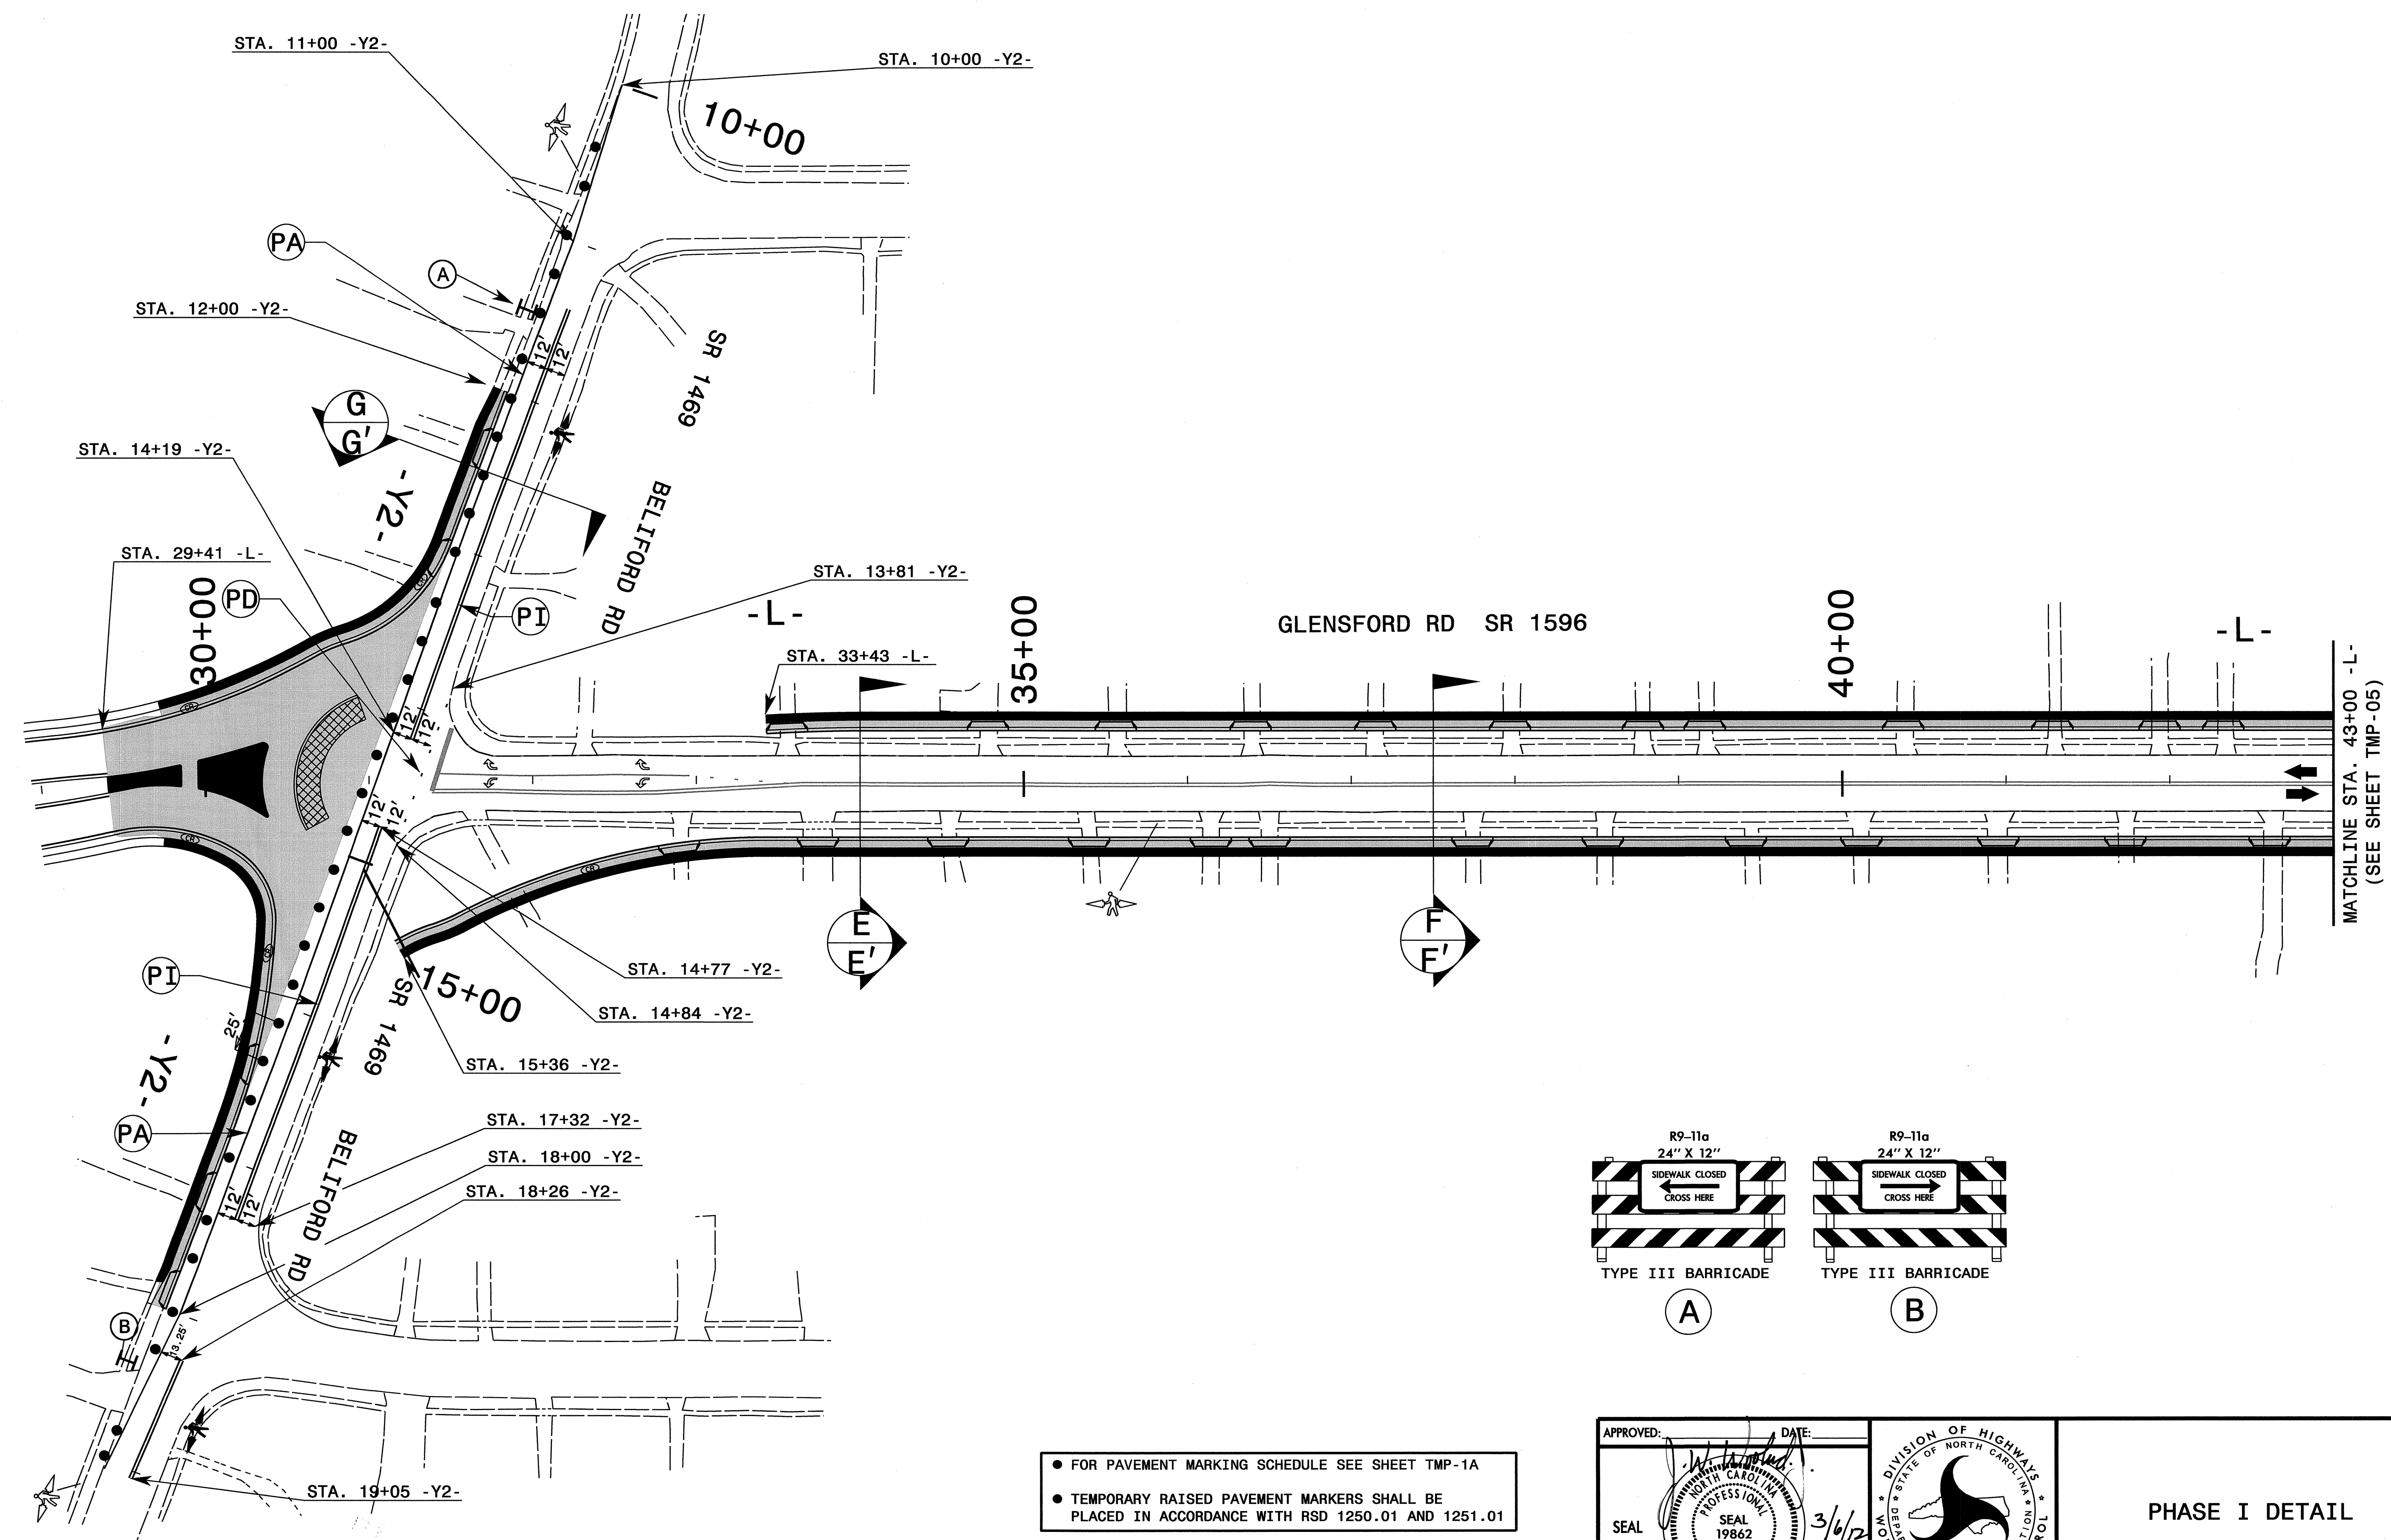 STA. 11+00 -Y2-
STA. 10+00 -Y2-
10+00
PA
A
STA. 12+00 -Y2-
12'
12'
SR 1469
G
G'
STA. 14+19 -Y2-
-Y2-
BELIFORD RD
STA. 29+41 -L-
30+00
PD
PI
STA. 13+81 -Y2-
-L-
35+00
GLENSFORD RD SR 1596
40+00
-L-
STA. 33+43 -L-
12'
12'
MATCHLINE STA. 43+00 -L-
(SEE SHEET TMP-05)
12'
12'
CR
CR
CR
CR
CR
E
E'
F
F'
PI
STA. 14+77 -Y2-
15+00
STA. 14+84 -Y2-
SR 1469
25'
STA. 15+36 -Y2-
-Y2-
PA
STA. 17+32 -Y2-
BELIFORD RD
STA. 18+00 -Y2-
STA. 18+26 -Y2-
12'
12'
B
13.25'
STA. 19+05 -Y2-
R9-11a
24" X 12"
SIDEWALK CLOSED
CROSS HERE
TYPE III BARRICADE
A
R9-11a
24" X 12"
SIDEWALK CLOSED
CROSS HERE
TYPE III BARRICADE
B
● FOR PAVEMENT MARKING SCHEDULE SEE SHEET TMP-1A
● TEMPORARY RAISED PAVEMENT MARKERS SHALL BE
PLACED IN ACCORDANCE WITH RSD 1250.01 AND 1251.01
APPROVED: DATE:
SEAL
NORTH CAROLINA
PROFESSIONAL
SEAL
19862
3/6/12
DIVISION OF HIGHWAYS
STATE OF NORTH CAROLINA
PHASE I DETAIL